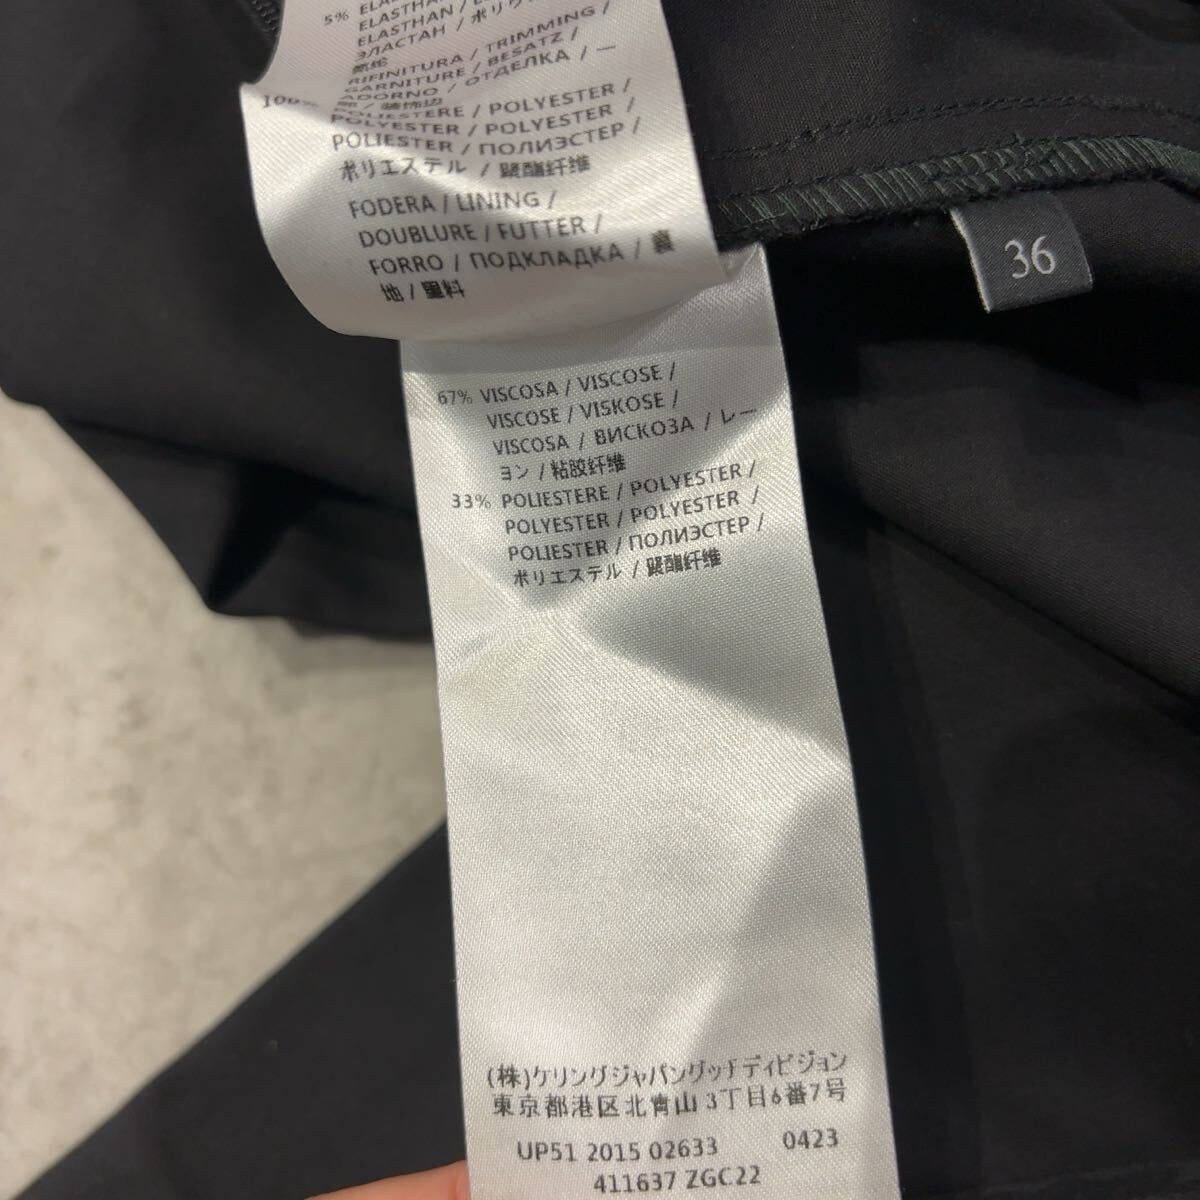 5%
ELASTHAN /
ELASTHAN / ポリウ
ЭЛАСТАН /
RIFINITURA / TRIMMING /
GARNITURE / BESATZ /
ADORNO / ОТДЕЛКА / —
部 / 装饰边
100% POLIESTERE / POLYESTER /
POLYESTER / POLYESTER /
POLIESTER / ПОЛИЭСТЕР /
ポリエステル / 聚酯纤维
FODERA / LINING /
DOUBLURE / FUTTER /
FORRO / ПОДКЛАДКА / 裏
地 / 里料
36
67% VISCOSA / VISCOSE /
VISCOSE / VISKOSE /
VISCOSA / ВИСКОЗА / レー
ヨン / 粘胶纤维
33% POLIESTERE / POLYESTER /
POLYESTER / POLYESTER /
POLIESTER / ПОЛИЭСТЕР /
ポリエステル / 聚酯纤维
(株)ケリングジャパングッチディビジョン
東京都港区北青山3丁目6番7号
UP51 2015 02633 0423
411637 ZGC22